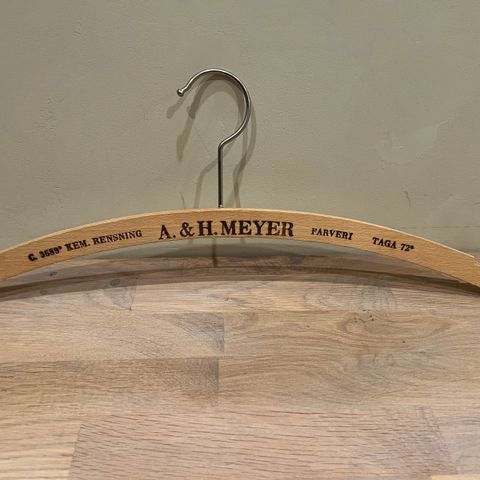 C. 3689* KEM. RENSNING A. & H. MEYER FARVERI TAGA 72*